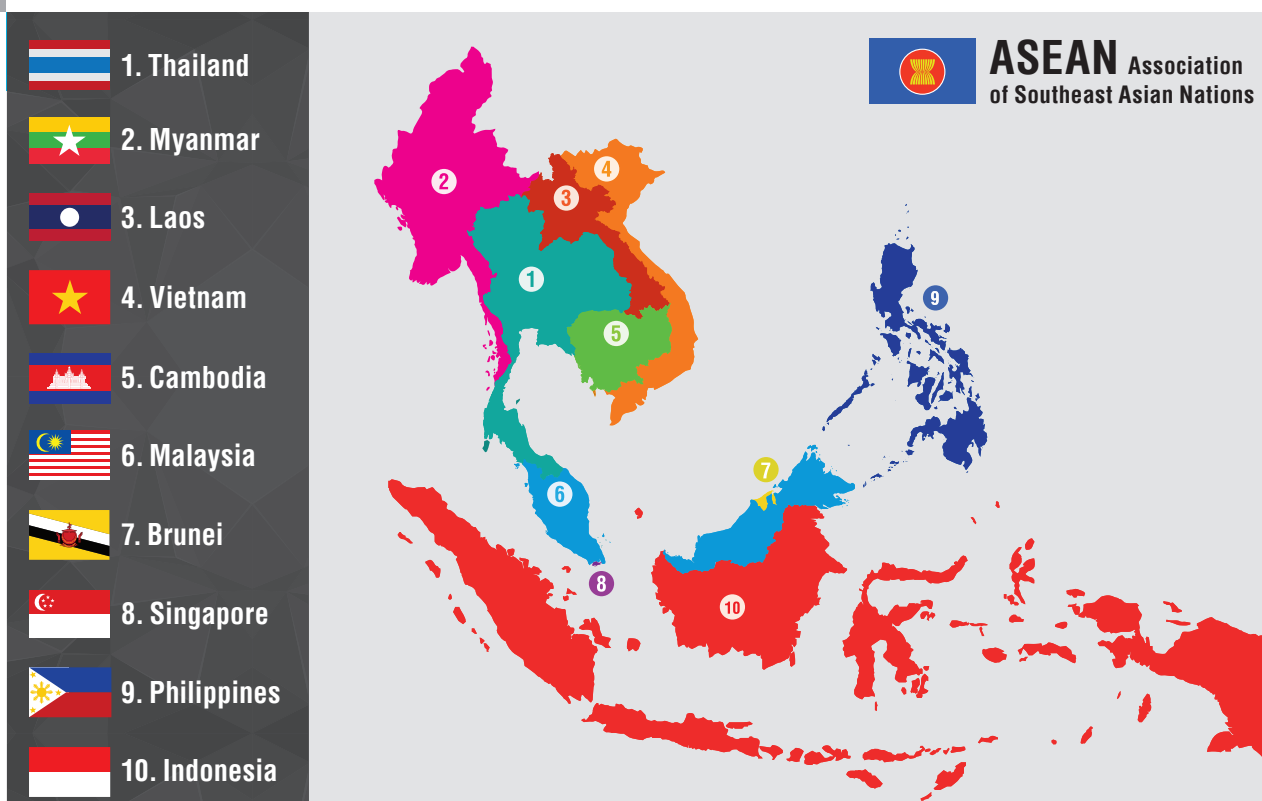 1. Thailand
2. Myanmar
3. Laos
4. Vietnam
5. Cambodia
6. Malaysia
7. Brunei
8. Singapore
9. Philippines
10. Indonesia
ASEAN Association
of Southeast Asian Nations
2
4
3
1
5
9
7
6
8
10